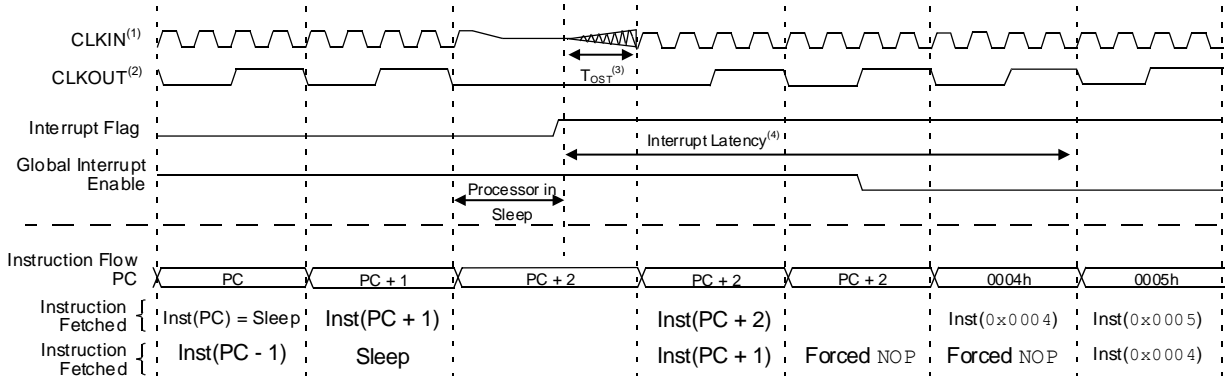 CLKIN(1)
CLKOUT(2)
TOST(3)
Interrupt Flag
Interrupt Latency(4)
Global Interrupt
Enable
Processor in
Sleep
Instruction Flow
PC
PC
PC + 1
PC + 2
PC + 2
PC + 2
0004h
0005h
Instruction
Fetched
{
Inst(PC) = Sleep
Inst(PC + 1)
Inst(PC + 2)
Inst(0x0004)
Inst(0x0005)
Instruction
Fetched
{
Inst(PC - 1)
Sleep
Inst(PC + 1)
Forced NOP
Forced NOP
Inst(0x0004)